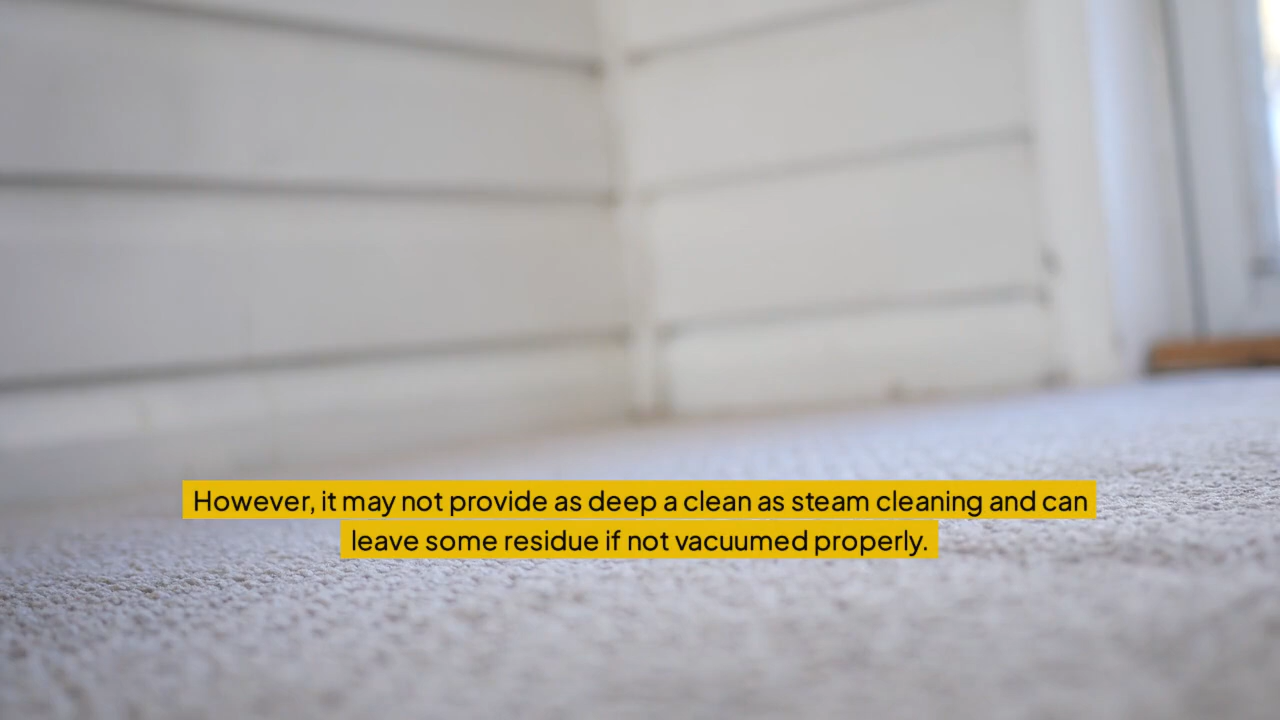 However, it may not provide as deep a clean as steam cleaning and can
leave some residue if not vacuumed properly.